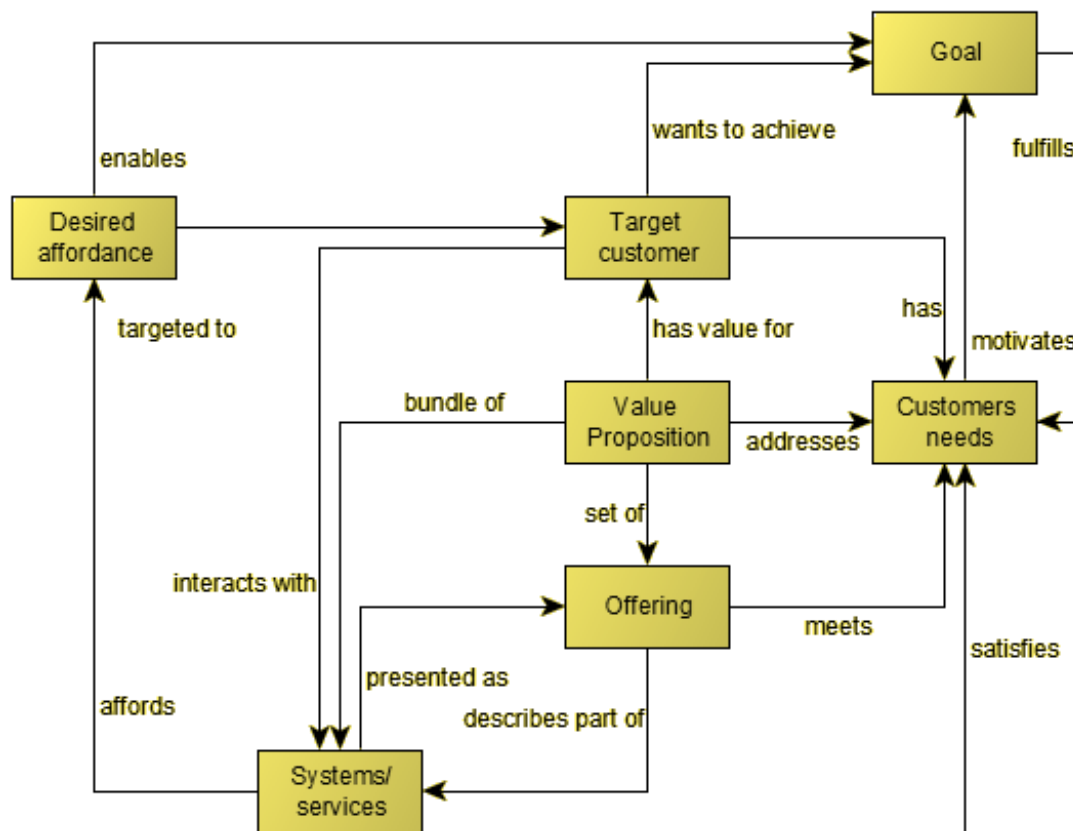 Goal
wants to achieve
fulfills
enables
Desired
affordance
Target
customer
targeted to
has value for
has
motivates
bundle of
Value
Proposition
addresses
Customers
needs
set of
interacts with
Offering
meets
presented as
satisfies
affords
describes part of
Systems/
services